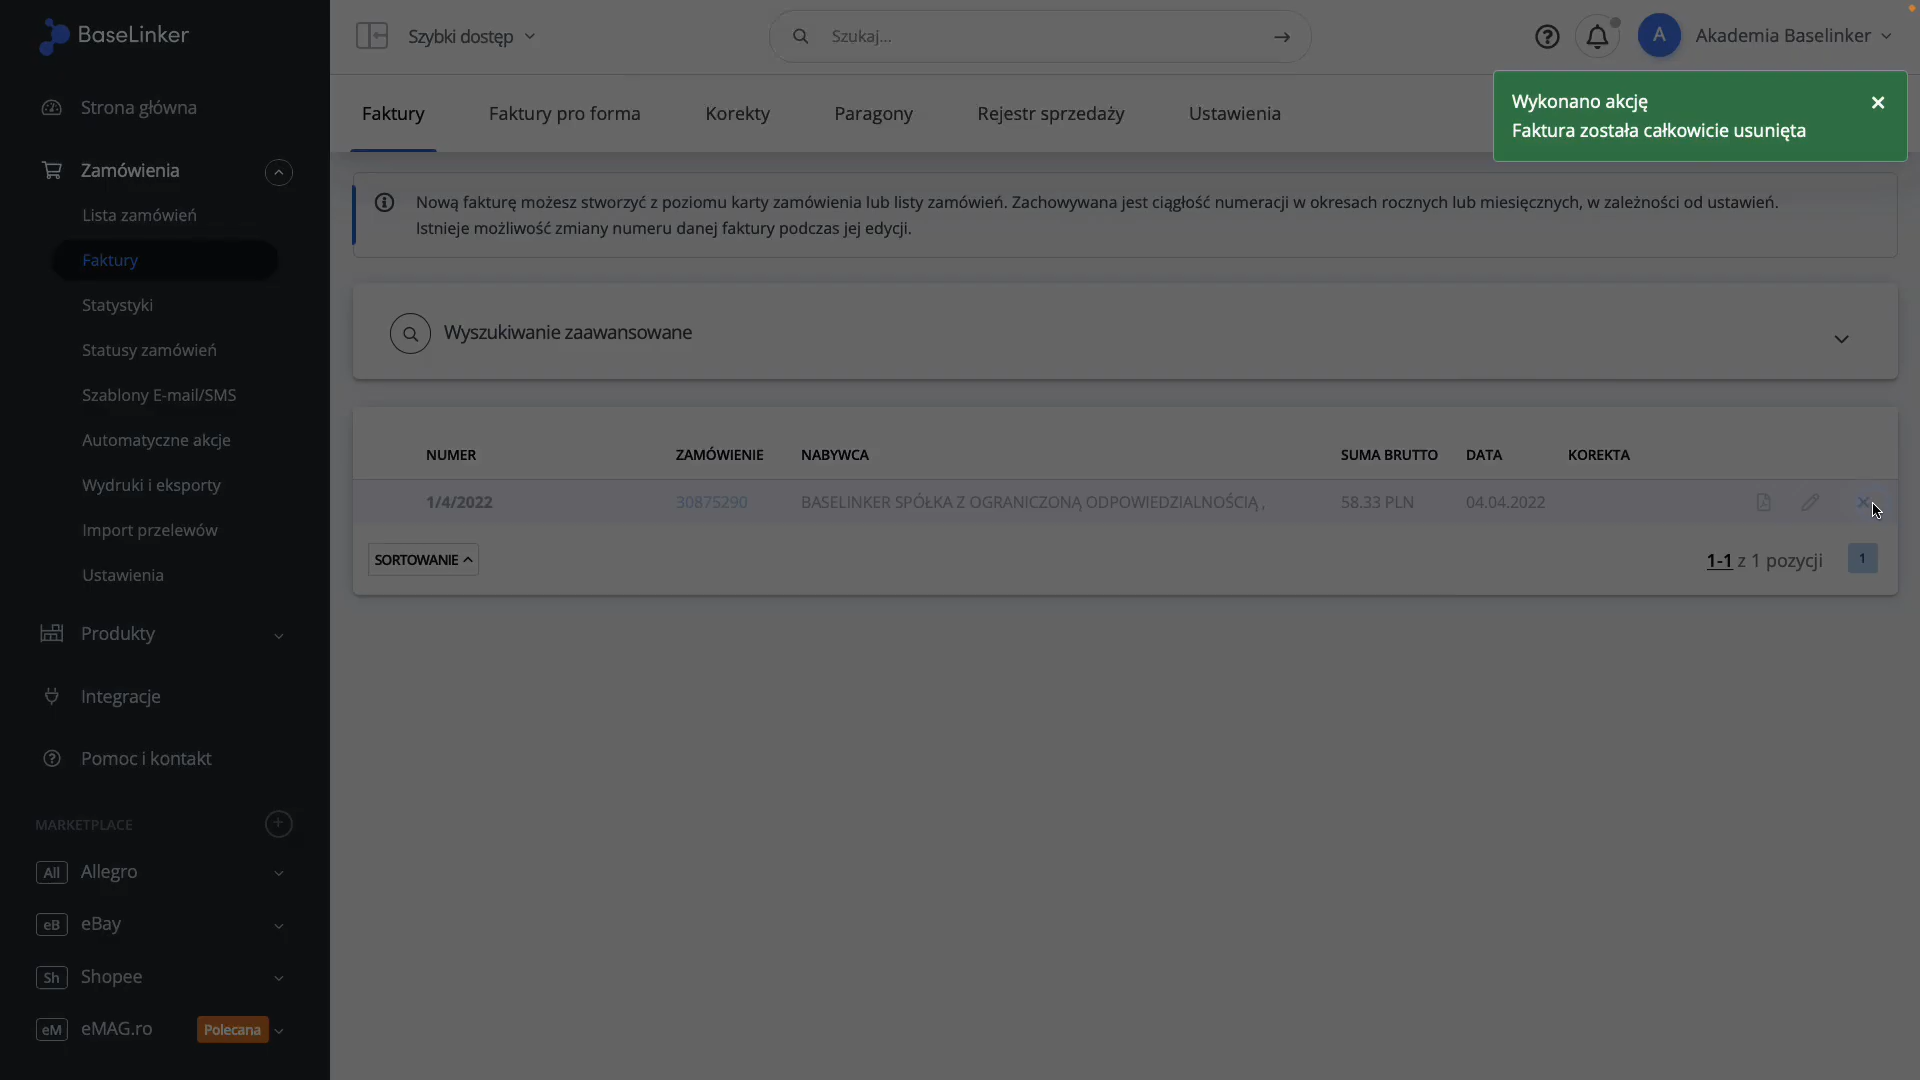 BaseLinker
Szybki dostęp
Szukaj...
A
Akademia Baselinker
Strona główna
Zamówienia
Lista zamówień
Faktury
Statystyki
Statusy zamówień
Szablony E-mail/SMS
Automatyczne akcje
Wydruki i eksporty
Import przelewów
Ustawienia
Produkty
Integracje
Pomoc i kontakt
MARKETPLACE
All Allegro
eB eBay
Sh Shopee
eM eMAG.ro Polecana
Faktury Faktury pro forma Korekty Paragony Rejestr sprzedaży Ustawienia
Wykonano akcję
Faktura została całkowicie usunięta
Nową fakturę możesz stworzyć z poziomu karty zamówienia lub listy zamówień. Zachowywana jest ciągłość numeracji w okresach rocznych lub miesięcznych, w zależności od ustawień.
Istnieje możliwość zmiany numeru danej faktury podczas jej edycji.
Wyszukiwanie zaawansowane
NUMER ZAMÓWIENIE NABYWCA SUMA BRUTTO DATA KOREKTA
1/4/2022 30875290 BASELINKER SPÓŁKA Z OGRANICZONĄ ODPOWIEDZIALNOŚCIĄ , 58.33 PLN 04.04.2022
SORTOWANIE
1-1 z 1 pozycji 1